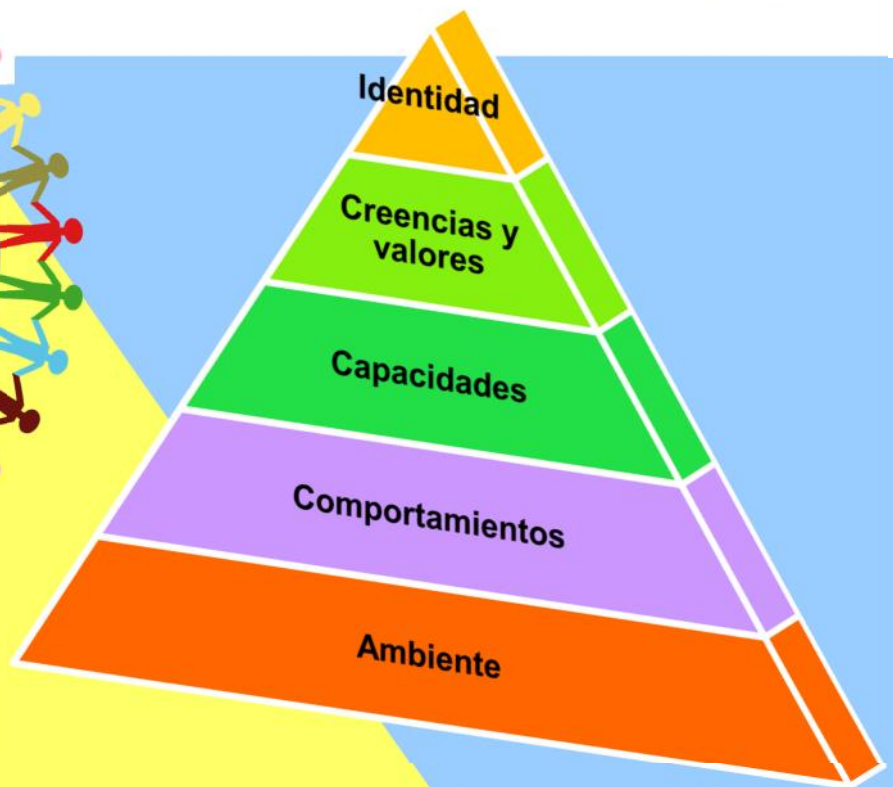 Identidad
Creencias y
valores
Capacidades
Comportamientos
Ambiente